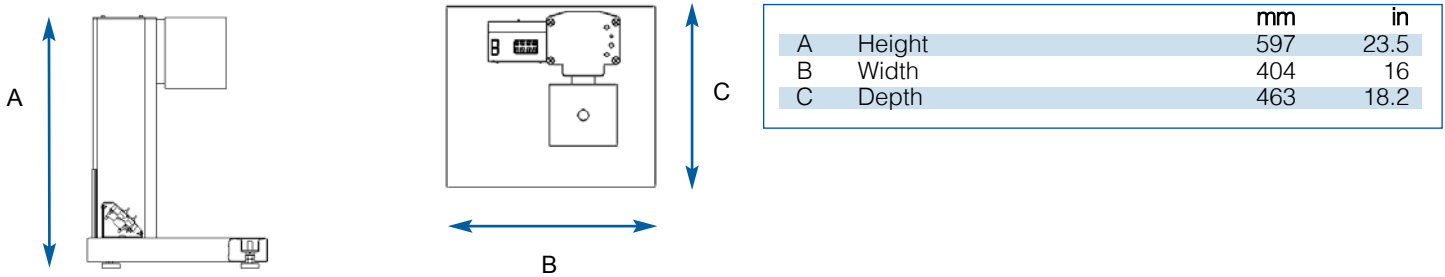 A
C
B
mm in
A Height 597 23.5
B Width 404 16
C Depth 463 18.2